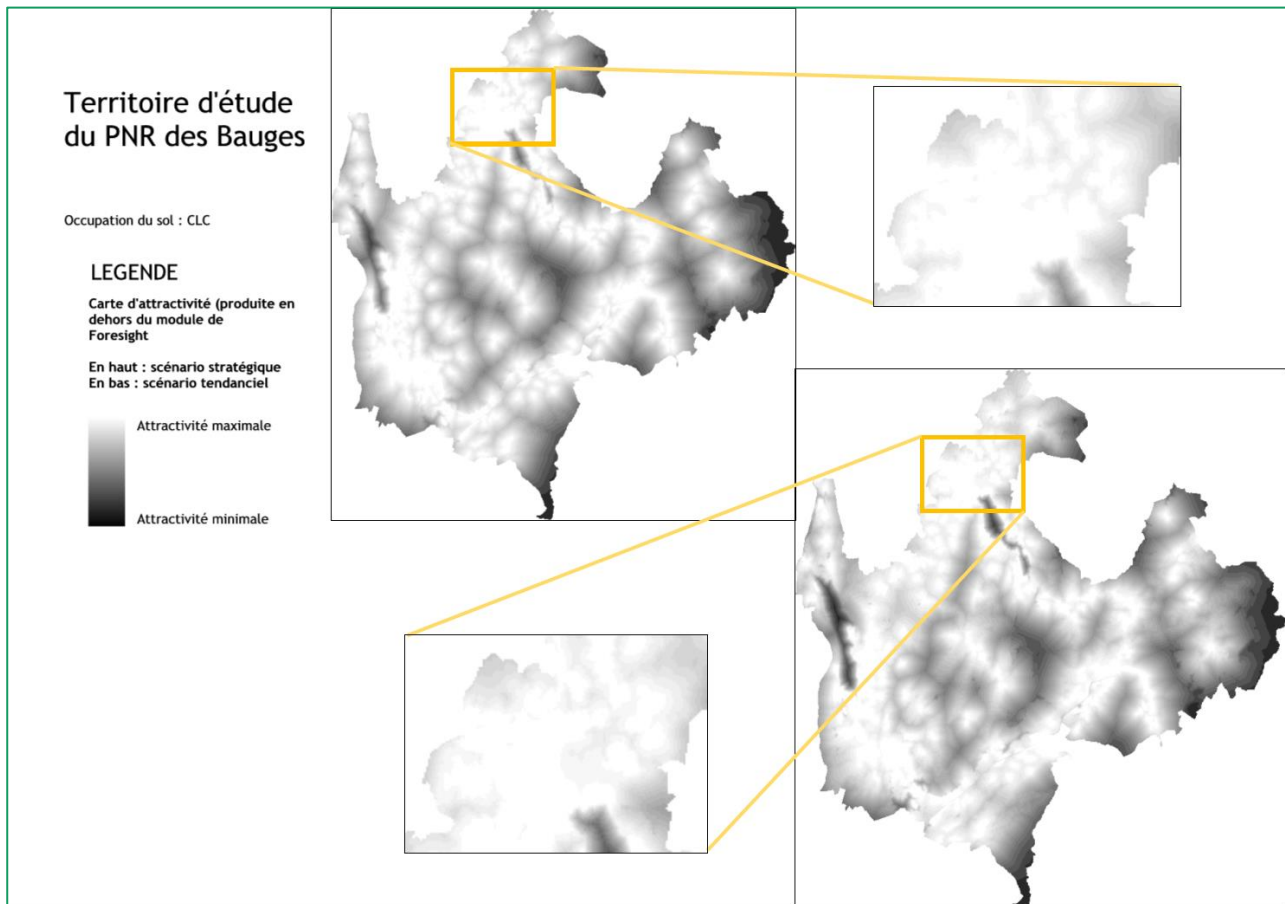 Territoire d'étude
du PNR des Bauges
Occupation du sol : CLC
LEGENDE
Carte d'attractivité (produite en
dehors du module de
Foresight
En haut : scénario stratégique
En bas : scénario tendanciel
Attractivité maximale
Attractivité minimale